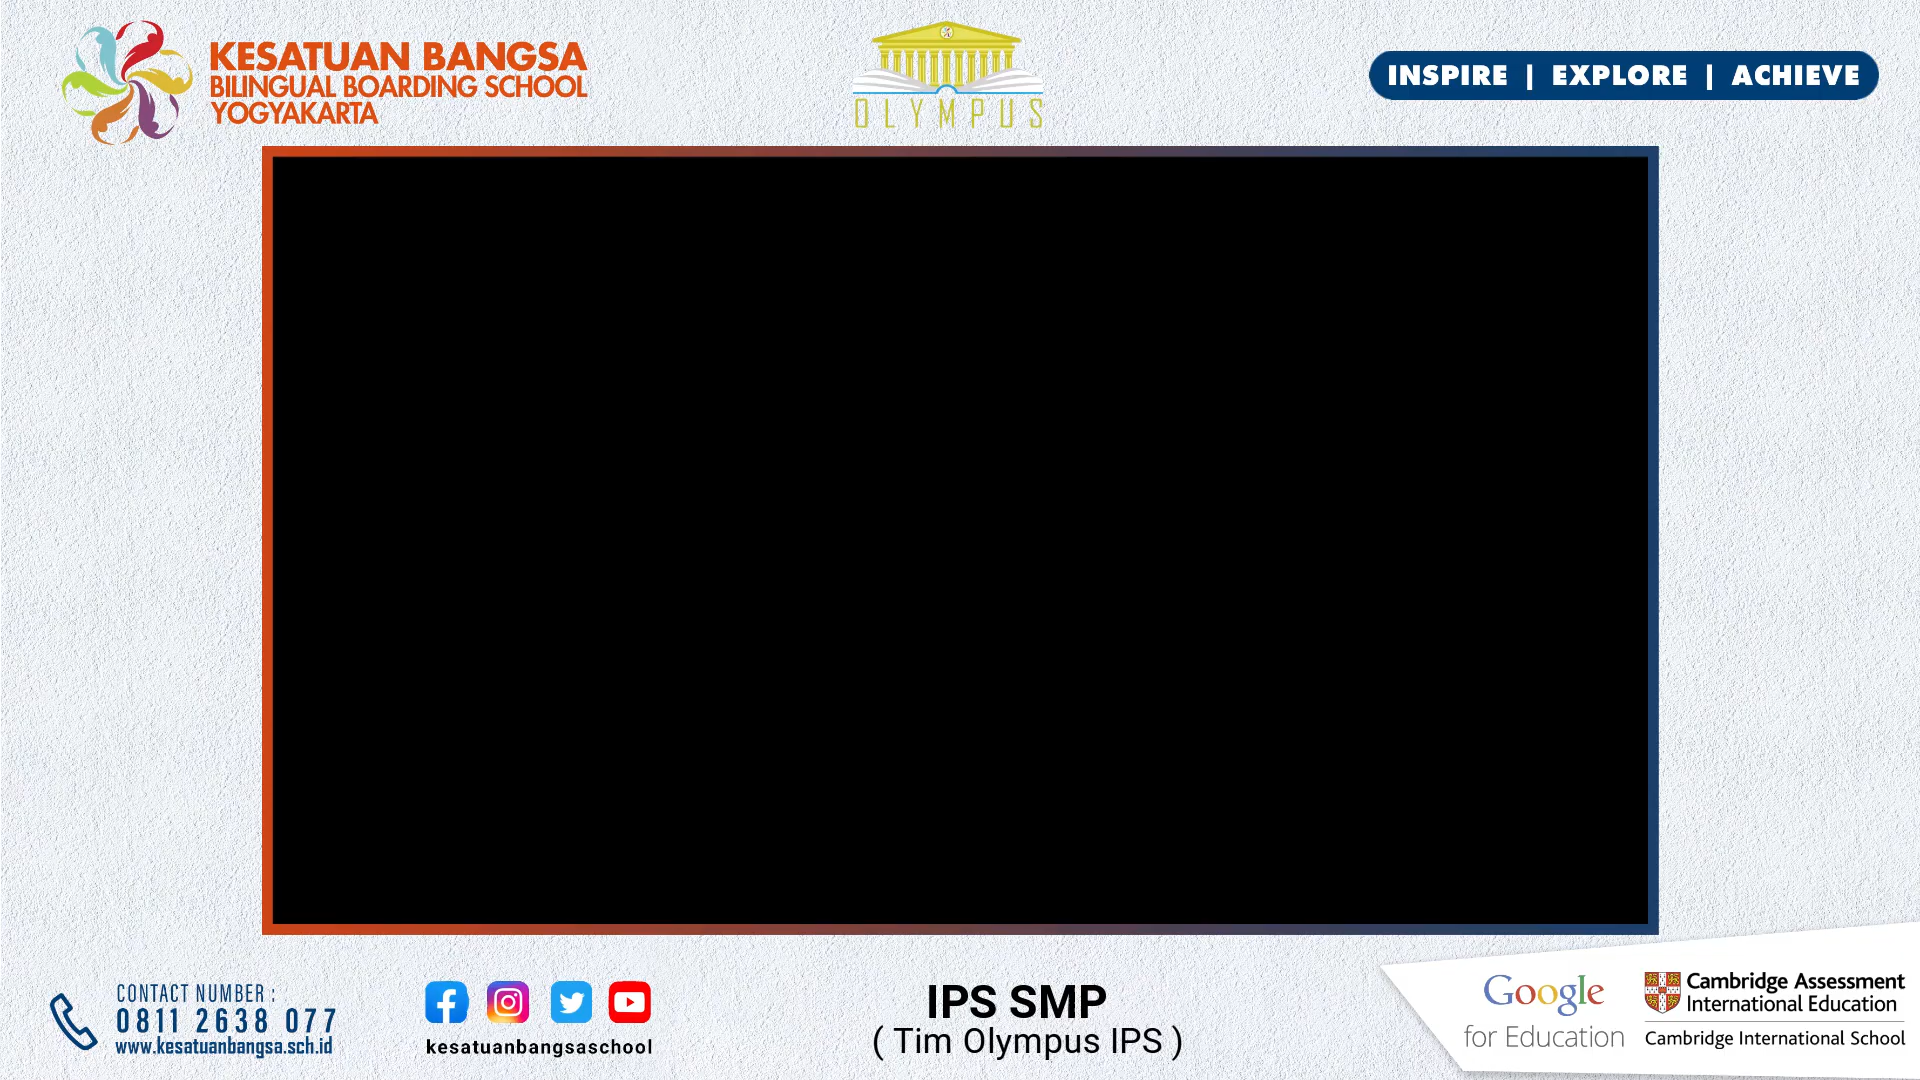 KESATUAN BANGSA
BILINGUAL BOARDING SCHOOL
YOGYAKARTA
OLYMPUS
INSPIRE | EXPLORE | ACHIEVE
CONTACT NUMBER :
0811 2638 077
www.kesatuanbangsa.sch.id
kesatuanbangsaschool
IPS SMP
( Tim Olympus IPS )
Google
for Education
Cambridge Assessment
International Education
Cambridge International School